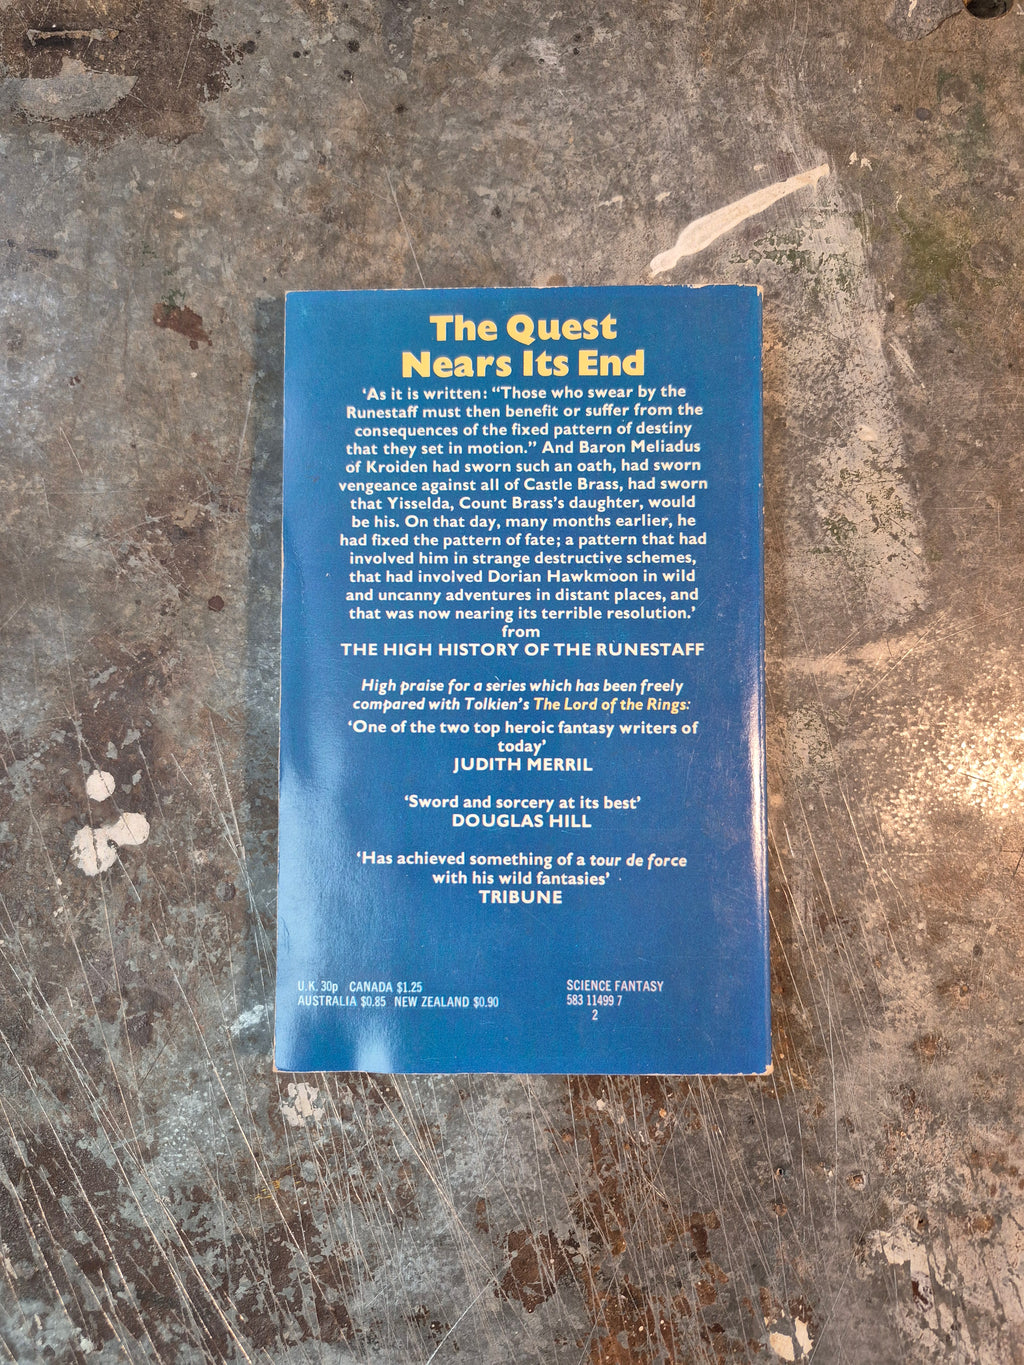 The Quest
Nears Its End
‘As it is written: “Those who swear by the
Runestaff must then benefit or suffer from the
consequences of the fixed pattern of destiny
that they set in motion.” And Baron Meliadus
of Kroiden had sworn such an oath, had sworn
vengeance against all of Castle Brass, had sworn
that Yisselda, Count Brass’s daughter, would
be his. On that day, many months earlier, he
had fixed the pattern of fate; a pattern that had
involved him in strange destructive schemes,
that had involved Dorian Hawkmoon in wild
and uncanny adventures in distant places, and
that was now nearing its terrible resolution.’
from
THE HIGH HISTORY OF THE RUNESTAFF
High praise for a series which has been freely
compared with Tolkien’s The Lord of the Rings:
‘One of the two top heroic fantasy writers of
today’
JUDITH MERRIL
‘Sword and sorcery at its best’
DOUGLAS HILL
‘Has achieved something of a tour de force
with his wild fantasies’
TRIBUNE
U.K. 30p CANADA $1.25
AUSTRALIA $0.85 NEW ZEALAND $0.90
SCIENCE FANTASY
583 11499 7
2